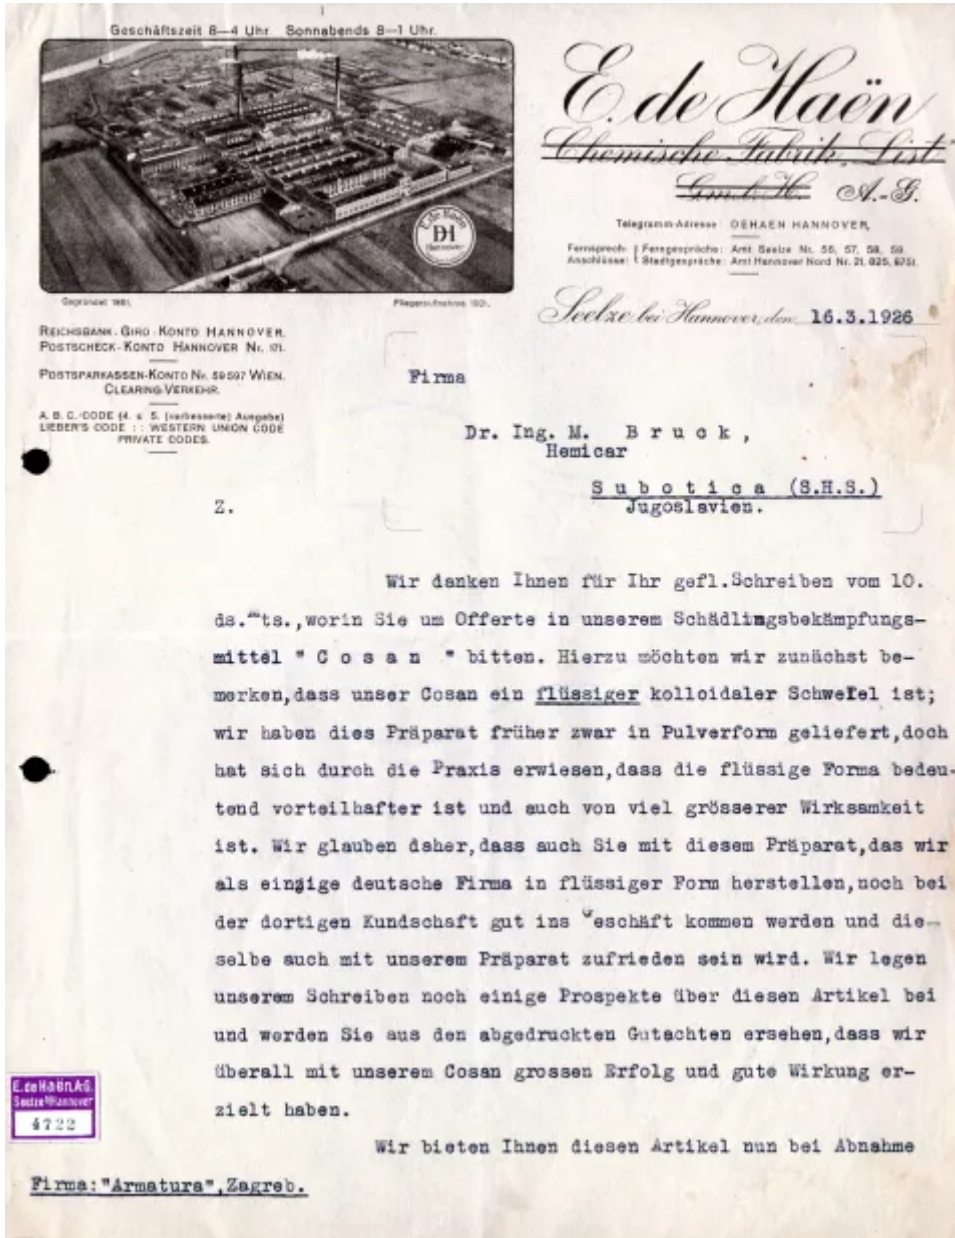 Geschäftszeit 8—4 Uhr Sonnabends 8—1 Uhr.
E. de Haën
Hannover
E. de Haën
Chemische Fabrik „List"
G.m.b.H. A.-G.
Telegramm-Adresse: DEHAEN HANNOVER.
Fernsprech- Ferngespräche: Amt Seelze Nr. 56, 57, 58, 59.
Anschlüsse: Stadtgespräche: Amt Hannover Nord Nr. 21, 825, 8751.
Gegründet 1861.
Fliegeraufnahme 1921.
Seelze bei Hannover, den 16.3.1926
REICHSBANK-GIRO-KONTO HANNOVER.
POSTSCHECK-KONTO HANNOVER NR. 171.
POSTSPARKASSEN-KONTO NR. 59597 WIEN.
CLEARING-VERKEHR.
A. B. C.-CODE (4. u. 5. (verbesserte) Ausgabe)
LIEBER'S CODE :: WESTERN UNION CODE
PRIVATE CODES.
Firma
Dr. Ing. M. Bruck,
Hemicar
Subotica (S.H.S.)
Jugoslavien.
Z.
Wir danken Ihnen für Ihr gefl.Schreiben vom 10.
ds.Mts.,worin Sie um Offerte in unserem Schädlingsbekämpfungs-
mittel " Cosan " bitten. Hierzu möchten wir zunächst be-
merken,dass unser Cosan ein flüssiger kolloidaler Schwefel ist;
wir haben dies Präparat früher zwar in Pulverform geliefert,doch
hat sich durch die Praxis erwiesen,dass die flüssige Forma bedeu-
tend vorteilhafter ist und auch von viel grösserer Wirksamkeit
ist. Wir glauben daher,dass auch Sie mit diesem Präparat,das wir
als einzige deutsche Firma in flüssiger Form herstellen,noch bei
der dortigen Kundschaft gut ins Geschäft kommen werden und die-
selbe auch mit unserem Präparat zufrieden sein wird. Wir legen
unserem Schreiben noch einige Prospekte über diesen Artikel bei
und werden Sie aus den abgedruckten Gutachten ersehen,dass wir
überall mit unserem Cosan grossen Erfolg und gute Wirkung er-
zielt haben.
E. de Haën A.G.
Seelze b/Hannover
4722
Wir bieten Ihnen diesen Artikel nun bei Abnahme
Firma:"Armatura",Zagreb.